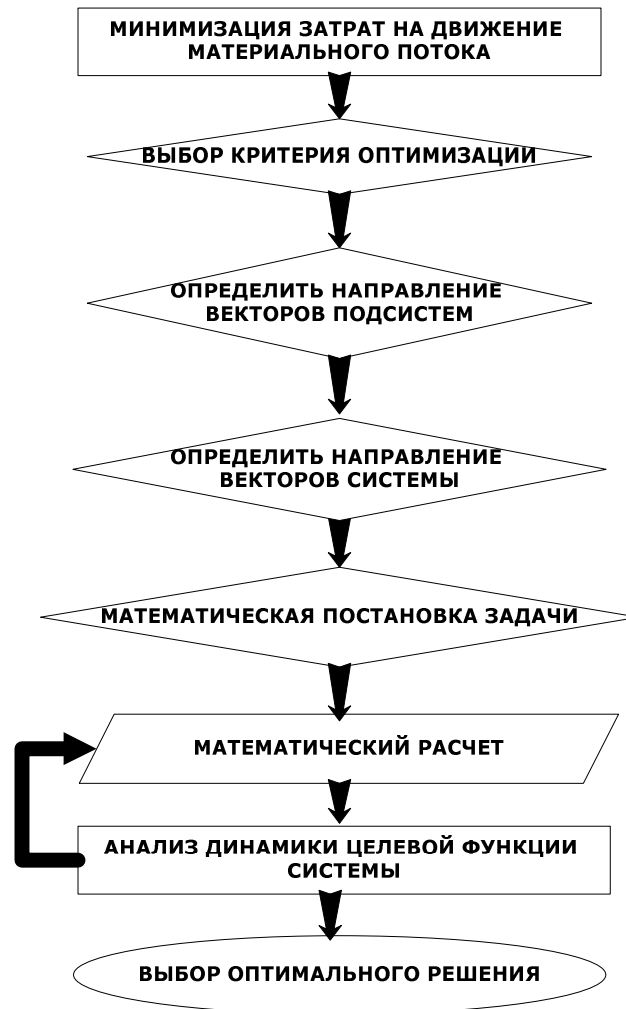 МИНИМИЗАЦИЯ ЗАТРАТ НА ДВИЖЕНИЕ
МАТЕРИАЛЬНОГО ПОТОКА
ВЫБОР КРИТЕРИЯ ОПТИМИЗАЦИИ
ОПРЕДЕЛИТЬ НАПРАВЛЕНИЕ
ВЕКТОРОВ ПОДСИСТЕМ
ОПРЕДЕЛИТЬ НАПРАВЛЕНИЕ
ВЕКТОРОВ СИСТЕМЫ
МАТЕМАТИЧЕСКАЯ ПОСТАНОВКА ЗАДАЧИ
МАТЕМАТИЧЕСКИЙ РАСЧЕТ
АНАЛИЗ ДИНАМИКИ ЦЕЛЕВОЙ ФУНКЦИИ
СИСТЕМЫ
ВЫБОР ОПТИМАЛЬНОГО РЕШЕНИЯ